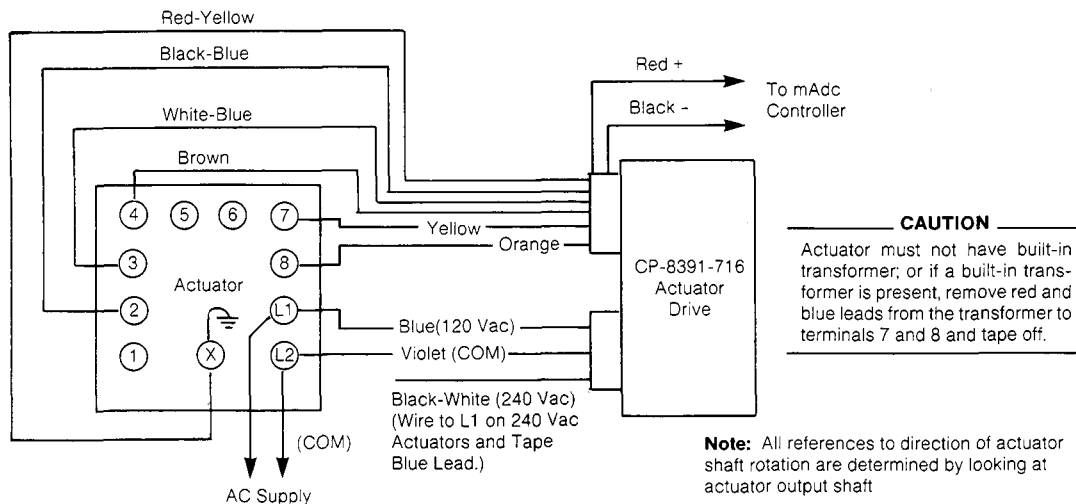 Red-Yellow
Black-Blue
White-Blue
Brown
Red +
Black -
To mAdc
Controller
4
5
6
7
Yellow
Orange
3
8
Actuator
2
L1
1
X
L2
Blue(120 Vac)
Violet (COM)
Black-White (240 Vac)
(Wire to L1 on 240 Vac
Actuators and Tape
Blue Lead.)
(COM)
AC Supply
CP-8391-716
Actuator
Drive
CAUTION
Actuator must not have built-in
transformer; or if a built-in trans-
former is present, remove red and
blue leads from the transformer to
terminals 7 and 8 and tape off.
Note: All references to direction of actuator
shaft rotation are determined by looking at
actuator output shaft